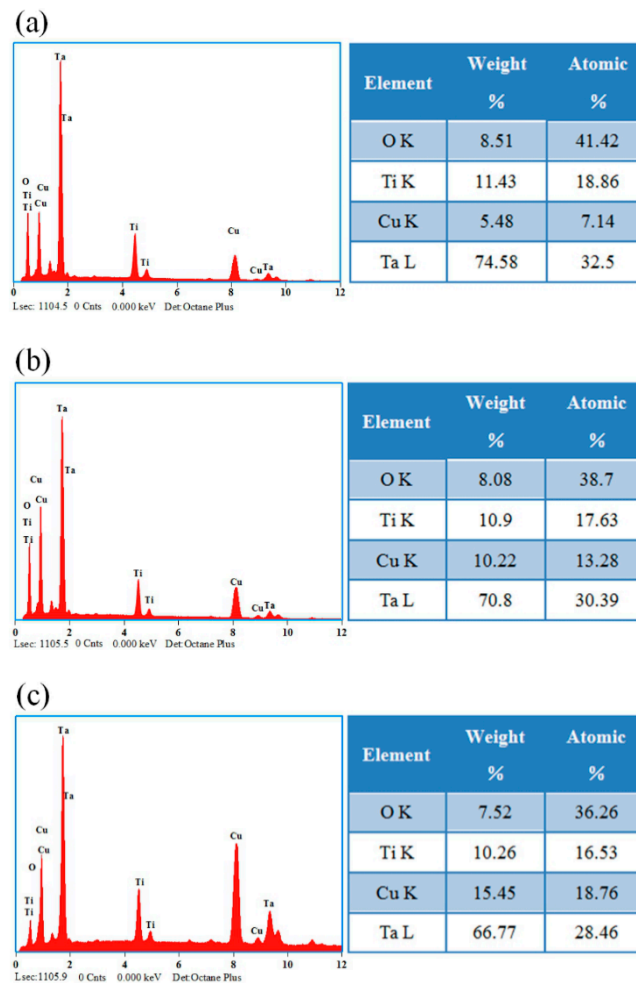 (a)
Ta
Ta
O
Ti
Ti
Cu
Cu
Ti
Ti
Cu
Cu
Ta
0 2 4 6 8 10 12
Lsec: 1104.5 0 Cnts 0.000 keV Det:Octane Plus
Element Weight % Atomic %
O K 8.51 41.42
Ti K 11.43 18.86
Cu K 5.48 7.14
Ta L 74.58 32.5
(b)
Ta
Ta
Cu
Cu
O
Ti
Ti
Ti
Ti
Cu
Cu
Ta
0 2 4 6 8 10 12
Lsec: 1105.5 0 Cnts 0.000 keV Det:Octane Plus
Element Weight % Atomic %
O K 8.08 38.7
Ti K 10.9 17.63
Cu K 10.22 13.28
Ta L 70.8 30.39
(c)
Ta
Ta
Cu
Cu
O
Ti
Ti
Ti
Ti
Cu
Cu
Ta
0 2 4 6 8 10 12
Lsec:1105.9 0 Cnts 0.000 keV Det:Octane Plus
Element Weight % Atomic %
O K 7.52 36.26
Ti K 10.26 16.53
Cu K 15.45 18.76
Ta L 66.77 28.46